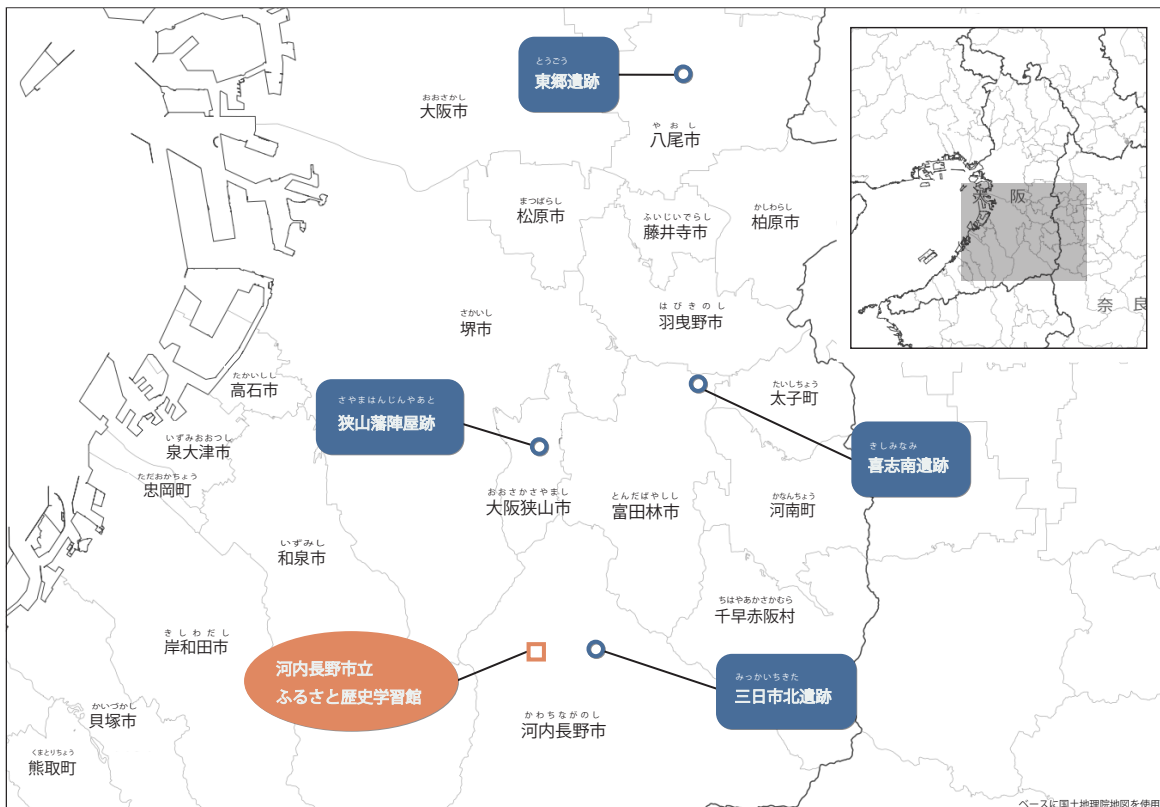 とうごう
東郷遺跡
おおさかし
大阪市
やおし
八尾市
大阪
奈良
まつばらし
松原市
ふいじいでらし
藤井寺市
かしわらし
柏原市
さかいし
堺市
はびきのし
羽曳野市
たかいしし
高石市
さやまはんじんやあと
狭山藩陣屋跡
たいしちょう
太子町
いずみおおつし
泉大津市
きしみなみ
喜志南遺跡
ただおかちょう
忠岡町
おおさかさやまし
大阪狭山市
とんだばやしし
富田林市
かなんちょう
河南町
いずみし
和泉市
ちはやあかさかむら
千早赤阪村
きしわだし
岸和田市
河内長野市立
ふるさと歴史学習館
みっかいちきた
三日市北遺跡
かいづかし
貝塚市
かわちながのし
河内長野市
くまとりちょう
熊取町
ベースに国土地理院地図を使用